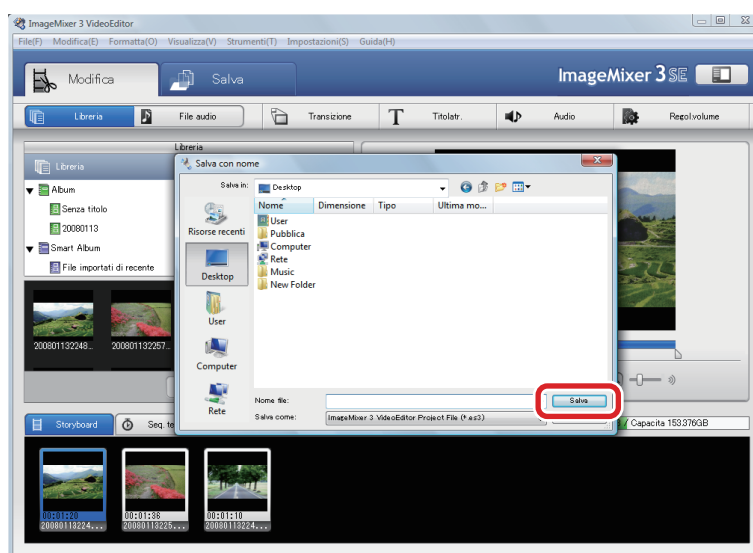 ImageMixer 3 VideoEditor
File(F) Modifica(E) Formatta(O) Visualizza(V) Strumenti(T) Impostazioni(S) Guida(H)
Modifica
Salva
ImageMixer 3 SE
Libreria
File audio
Transizione
T
Titolatr.
Audio
Regol.volume
Libreria
Libreria
Album
Senza titolo
20080113
Smart Album
File importati di recente
200801132248...
200801132257...
Salva con nome
Salva in:
Desktop
Nome Dimensione Tipo Ultima mo...
User
Pubblica
Computer
Rete
Music
New Folder
Risorse recenti
Desktop
User
Computer
Rete
Nome file:
Salva
Salva come:
ImageMixer 3 VideoEditor Project File (*.es3)
Storyboard
Seq. te
/ Capacita 153.376GB
00:01:20
20080113224...
00:01:36
20080113225...
00:01:10
20080113224...